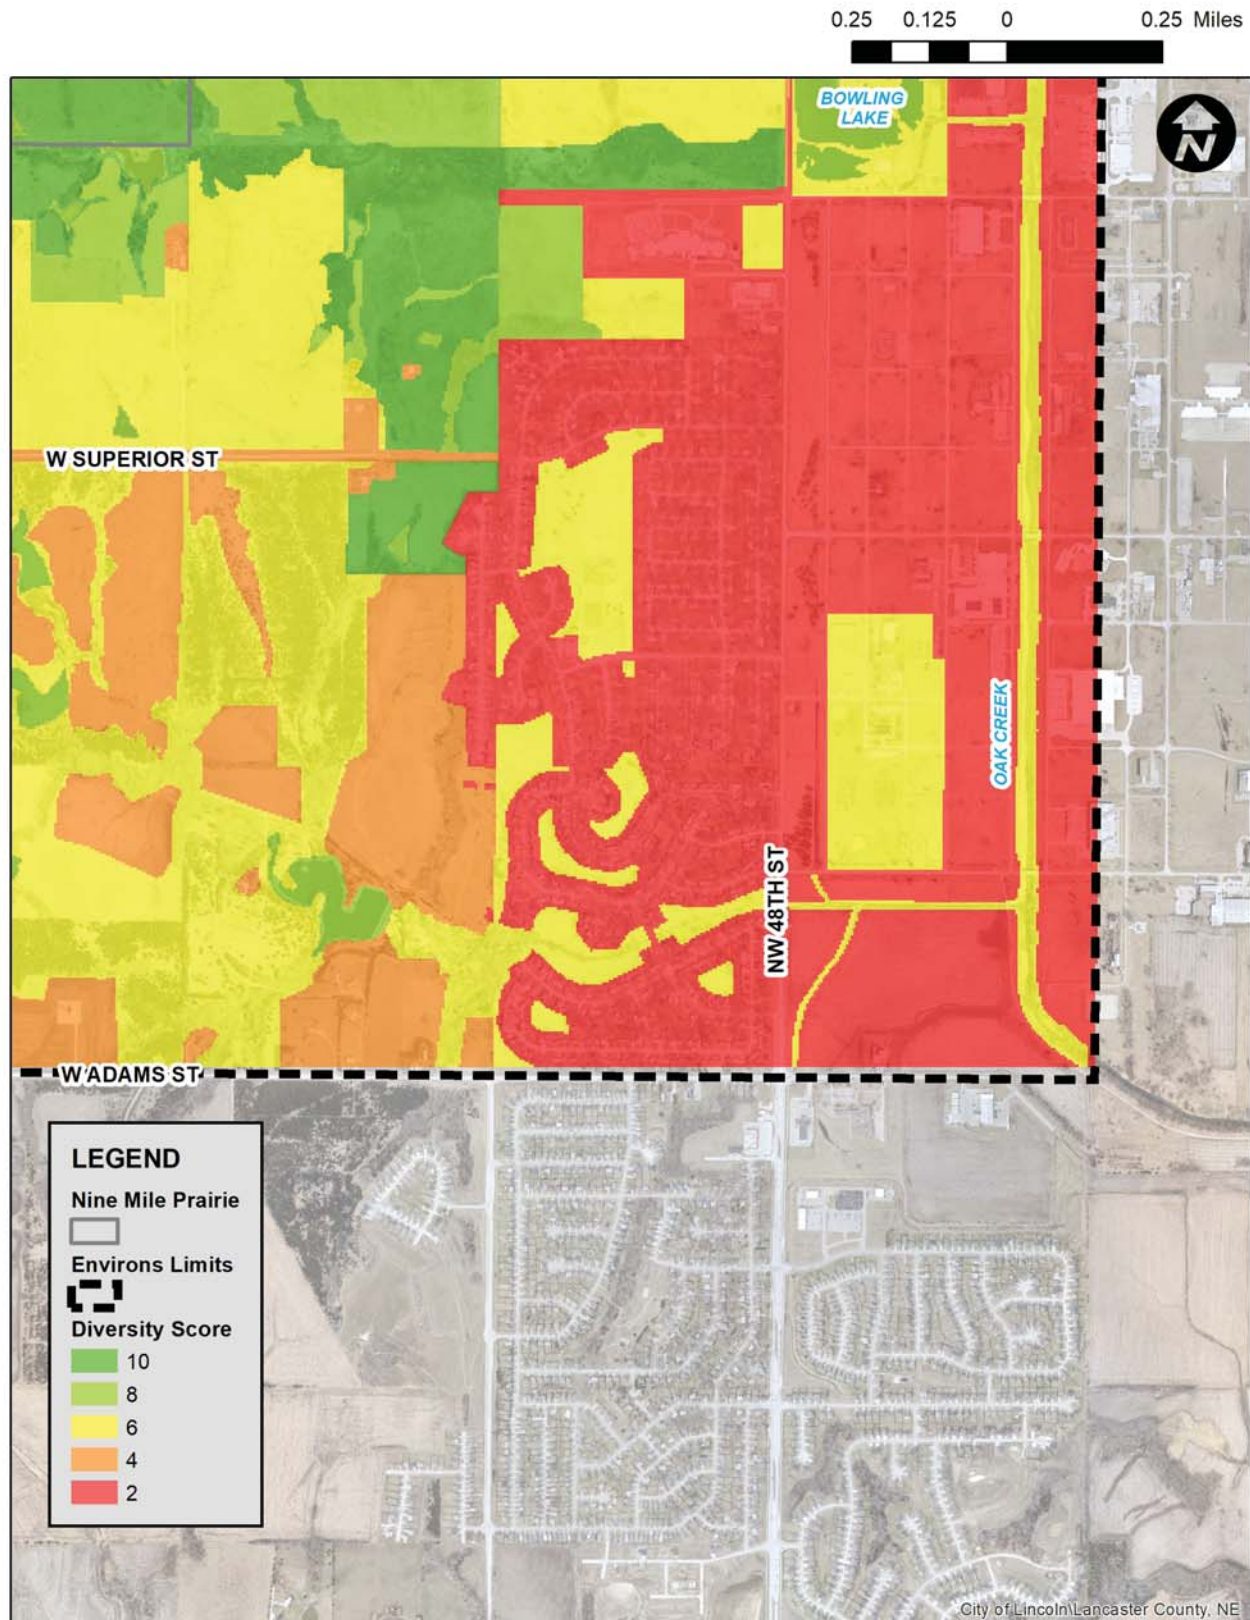 0.25 0.125 0 0.25 Miles
BOWLING
LAKE
N
W SUPERIOR ST
OAK CREEK
NW 48TH ST
W ADAMS ST
LEGEND
Nine Mile Prairie
Environs Limits
Diversity Score
10
8
6
4
2
City of Lincoln\Lancaster County, NE